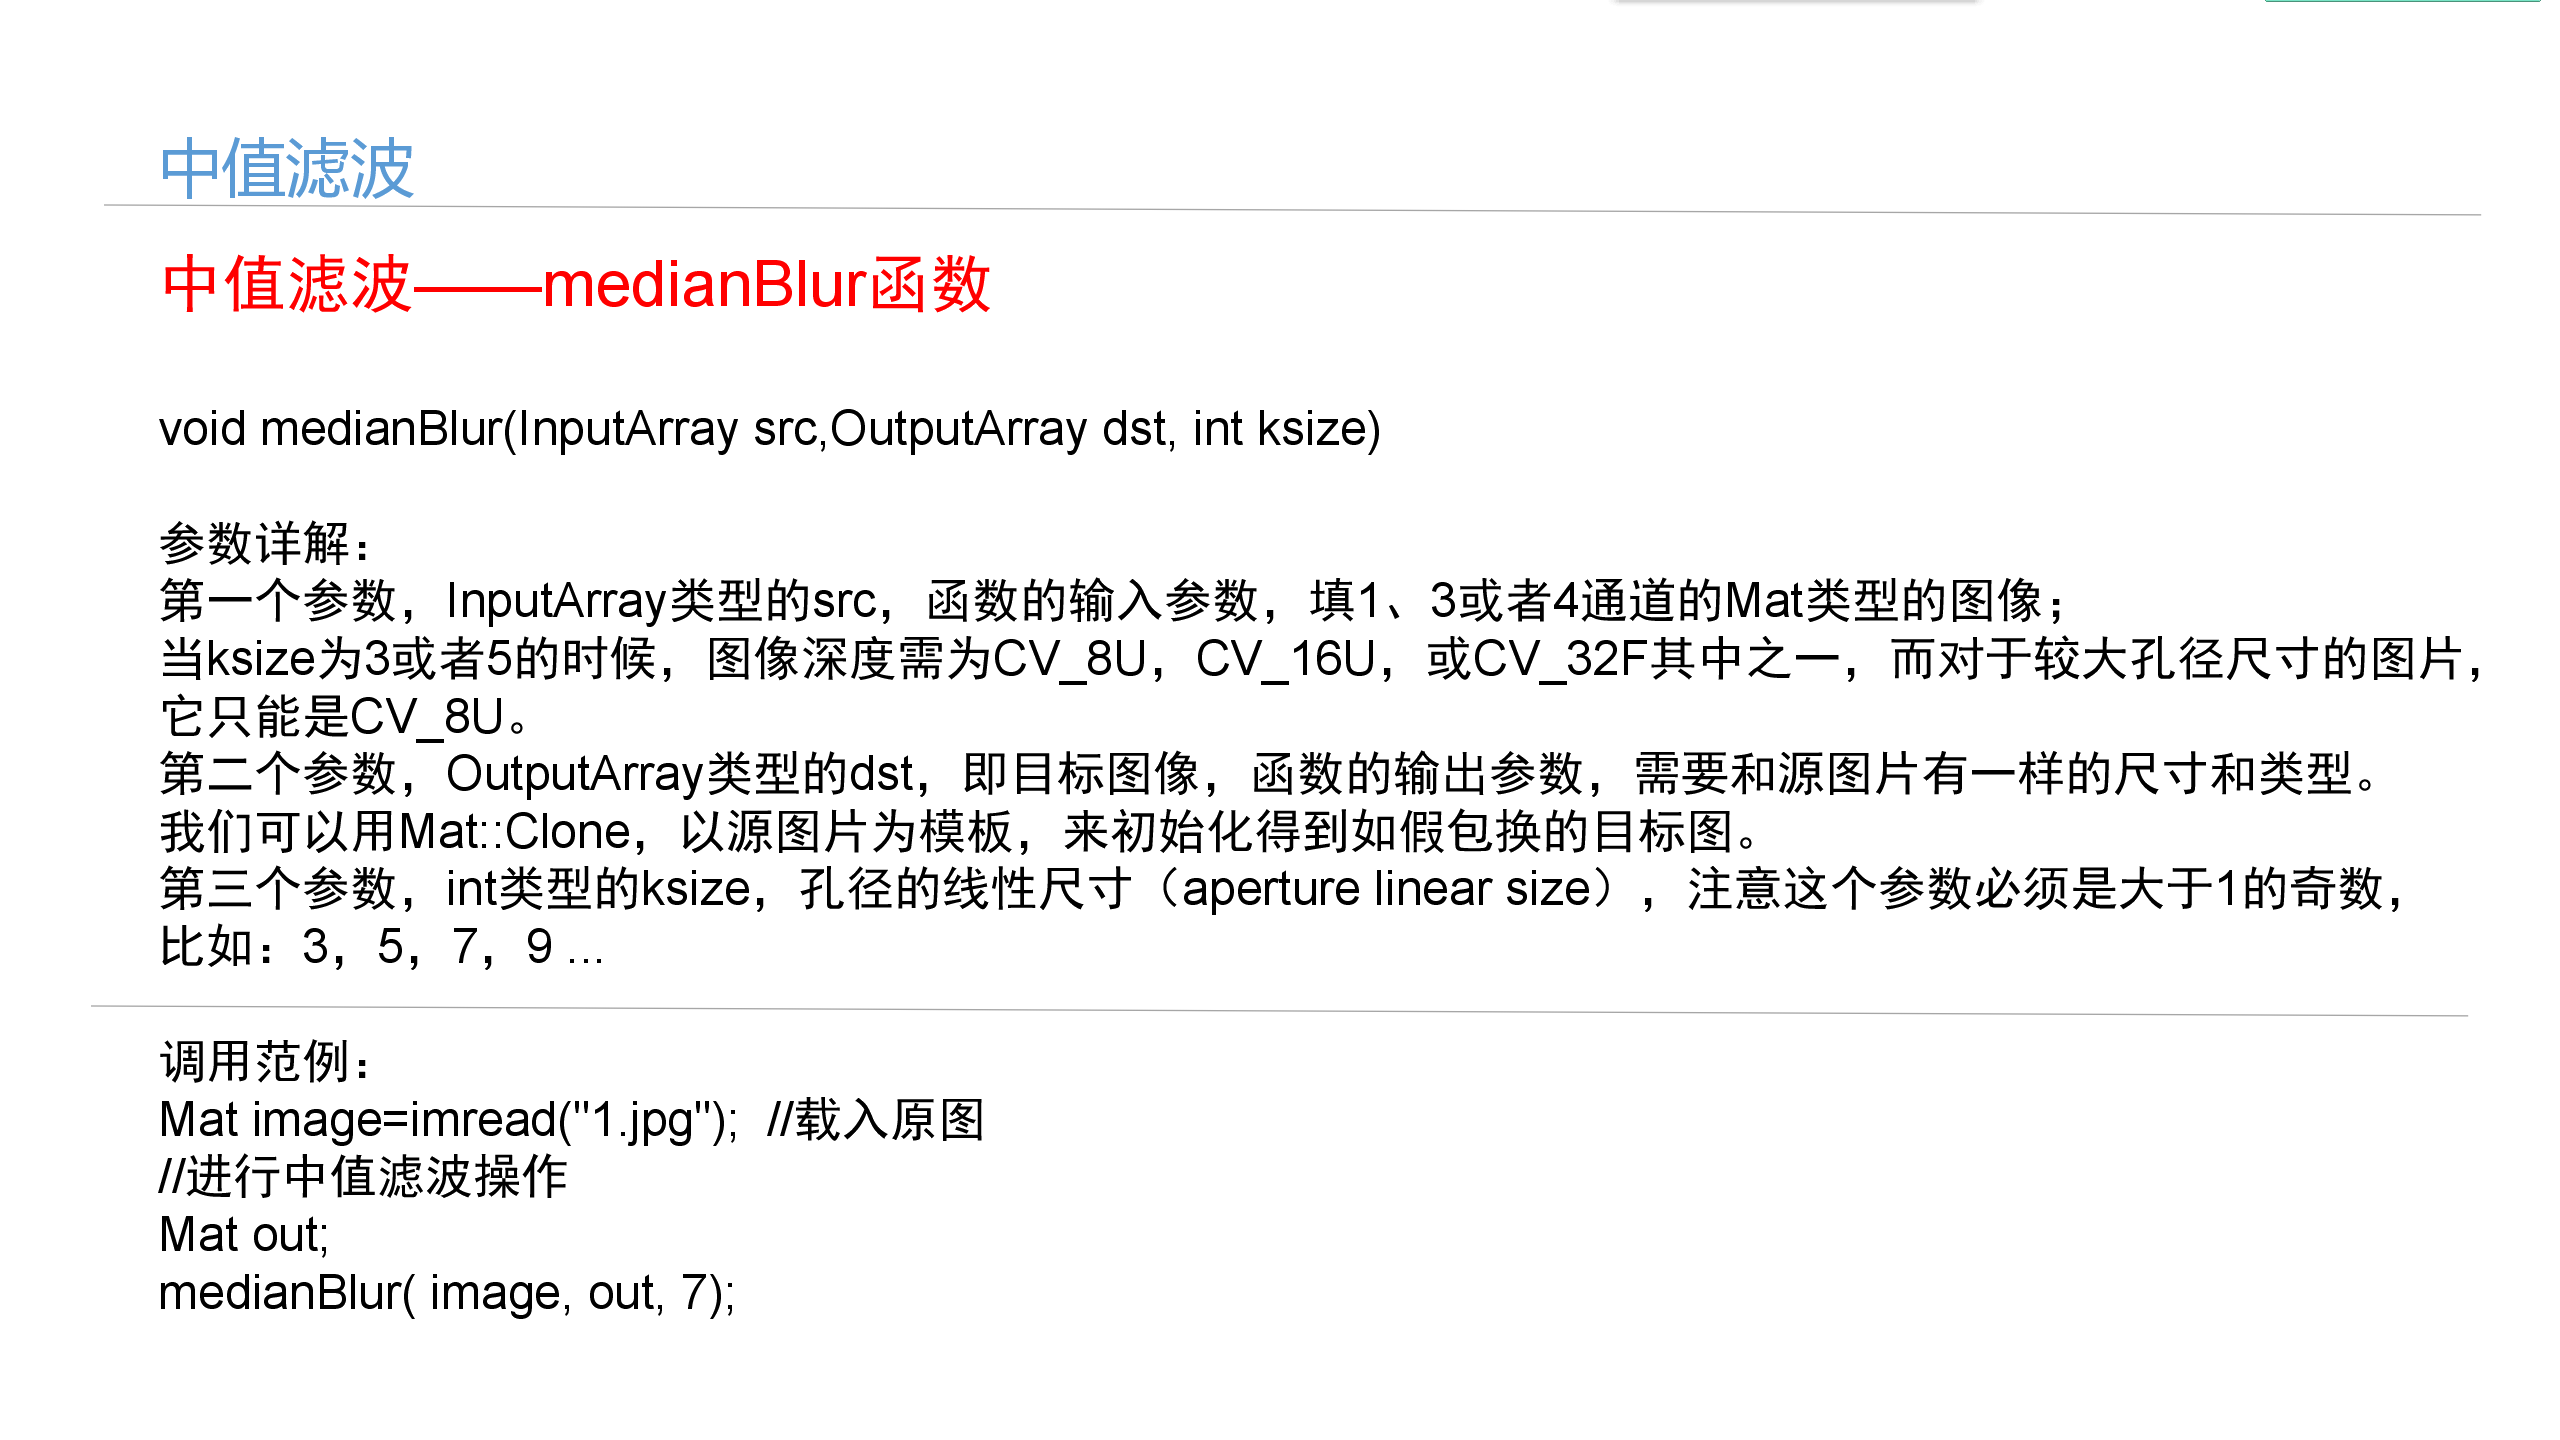 中值滤波
中值滤波——medianBlur函数
void medianBlur(InputArray src,OutputArray dst, int ksize)
参数详解：
第一个参数，InputArray类型的src，函数的输入参数，填1、3或者4通道的Mat类型的图像；
当ksize为3或者5的时候，图像深度需为CV_8U，CV_16U，或CV_32F其中之一，而对于较大孔径尺寸的图片，
它只能是CV_8U。
第二个参数，OutputArray类型的dst，即目标图像，函数的输出参数，需要和源图片有一样的尺寸和类型。
我们可以用Mat::Clone，以源图片为模板，来初始化得到如假包换的目标图。
第三个参数，int类型的ksize，孔径的线性尺寸（aperture linear size），注意这个参数必须是大于1的奇数，
比如：3，5，7，9 ...
调用范例：
Mat image=imread("1.jpg");  //载入原图
//进行中值滤波操作
Mat out;
medianBlur( image, out, 7);